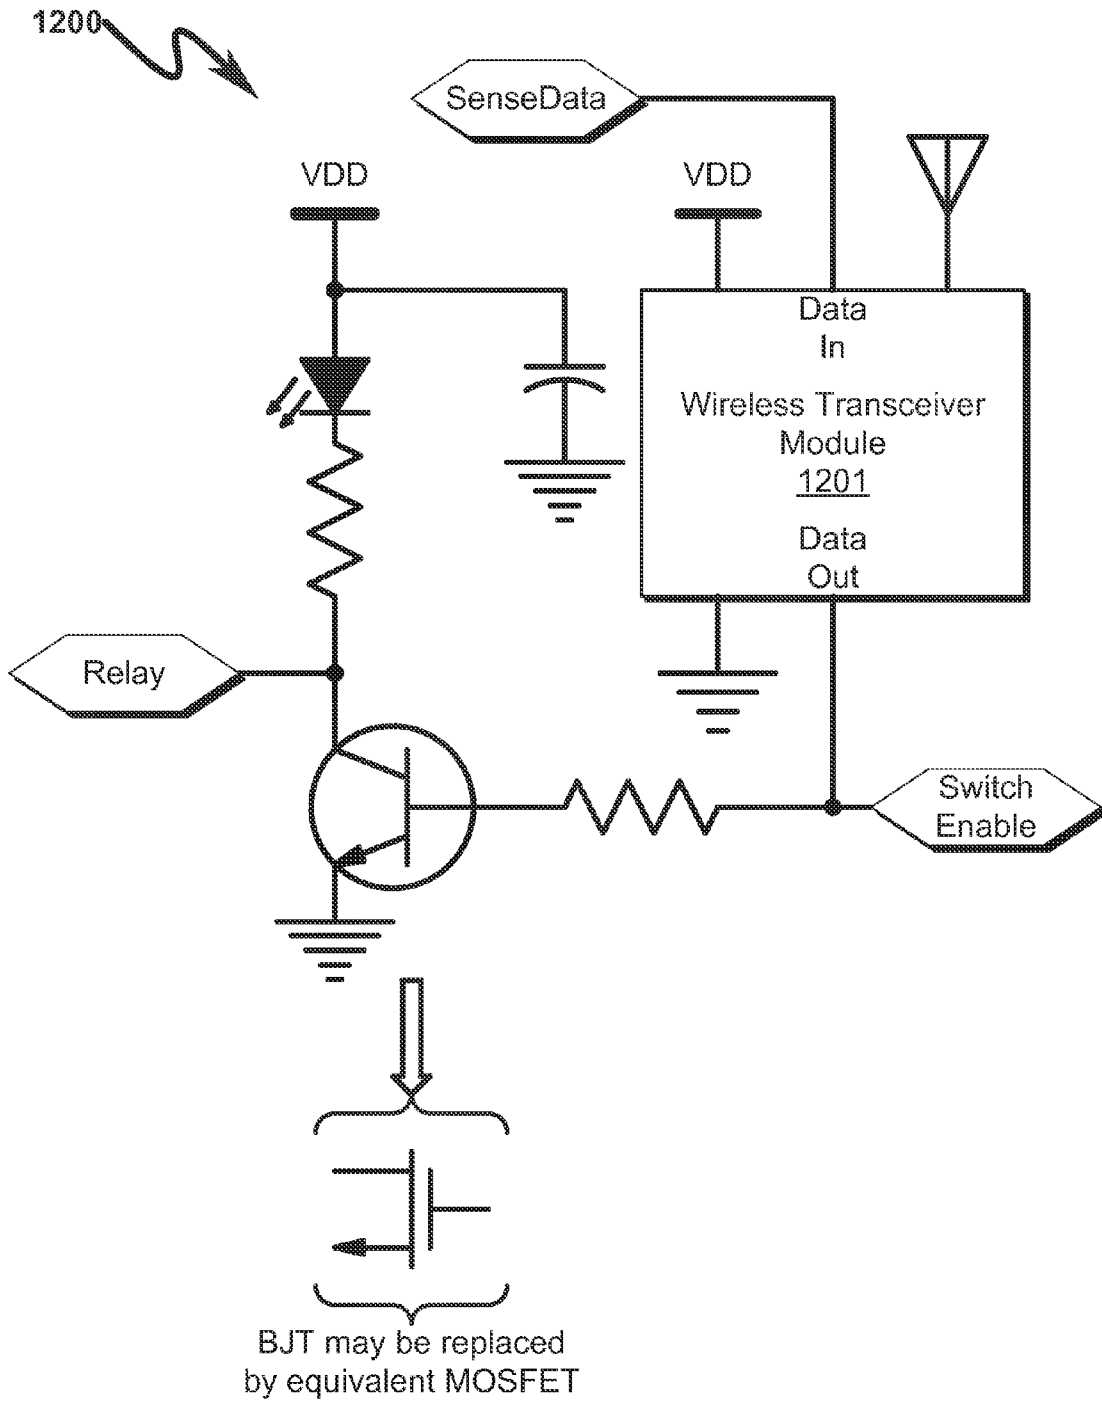 1200
SenseData
VDD
VDD
Data
In
Wireless Transceiver
Module
1201
Data
Out
Relay
Switch
Enable
BJT may be replaced
by equivalent MOSFET